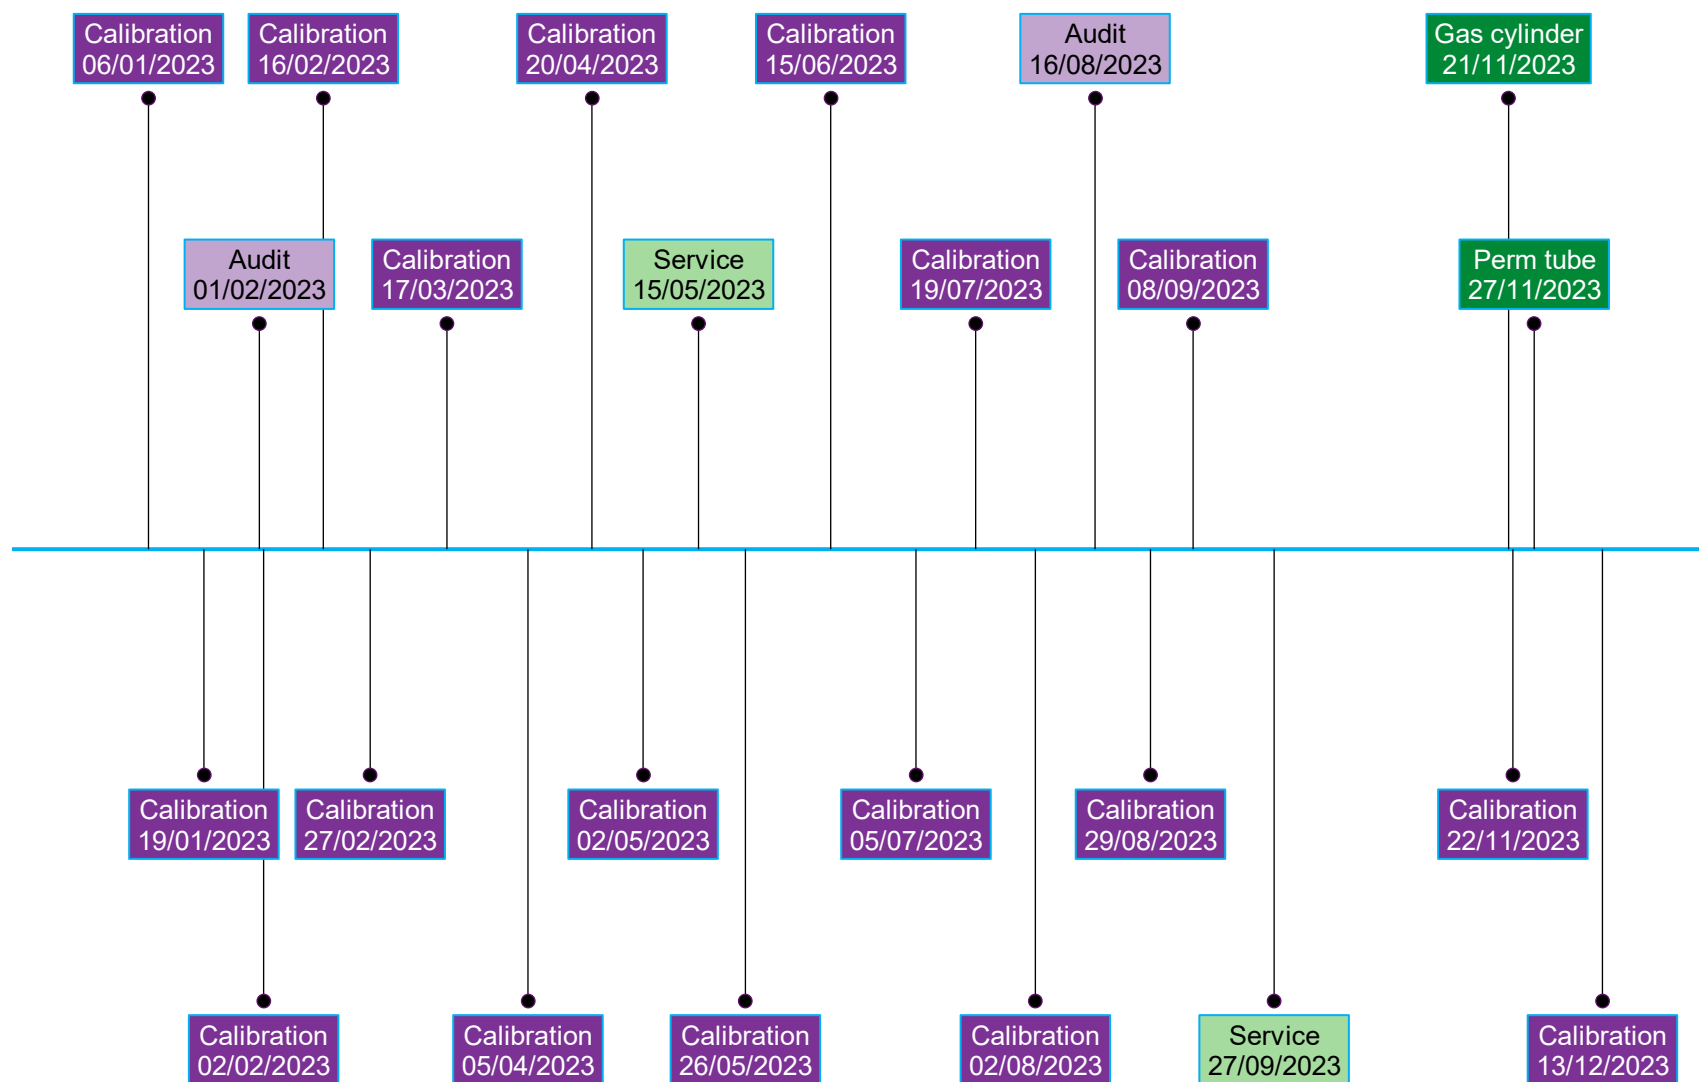 Calibration
06/01/2023
Calibration
16/02/2023
Calibration
20/04/2023
Calibration
15/06/2023
Audit
16/08/2023
Gas cylinder
21/11/2023
Audit
01/02/2023
Calibration
17/03/2023
Service
15/05/2023
Calibration
19/07/2023
Calibration
08/09/2023
Perm tube
27/11/2023
Calibration
19/01/2023
Calibration
27/02/2023
Calibration
02/05/2023
Calibration
05/07/2023
Calibration
29/08/2023
Calibration
22/11/2023
Calibration
02/02/2023
Calibration
05/04/2023
Calibration
26/05/2023
Calibration
02/08/2023
Service
27/09/2023
Calibration
13/12/2023